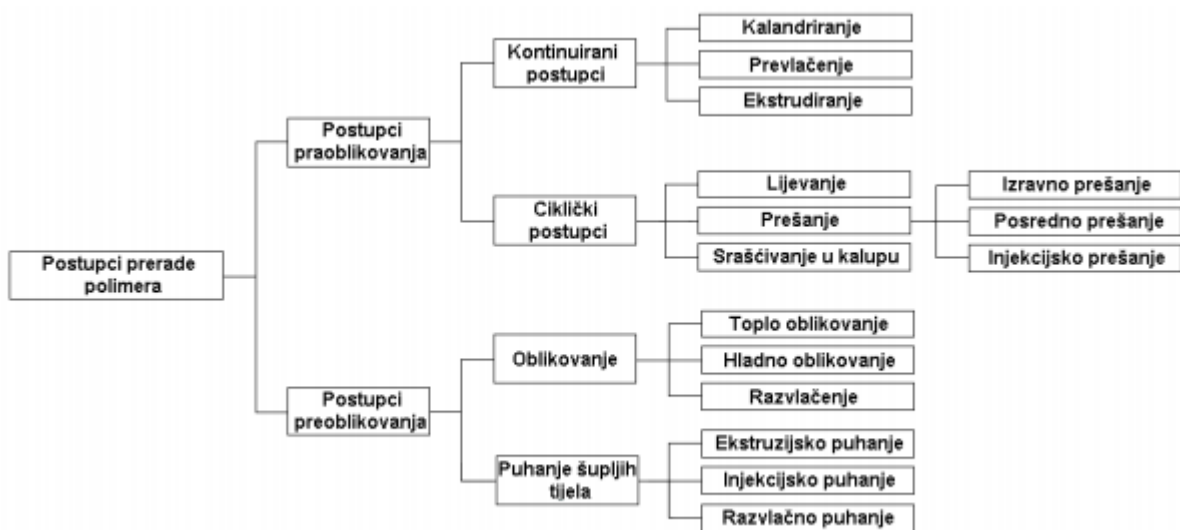 Postupci prerade
polimera
Postupci
praoblikovanja
Kontinuirani
postupci
Kalandriranje
Prevlačenje
Ekstrudiranje
Ciklički
postupci
Lijevanje
Prešanje
Srašćivanje u kalupu
Izravno prešanje
Posredno prešanje
Injekcijsko prešanje
Postupci
preoblikovanja
Oblikovanje
Toplo oblikovanje
Hladno oblikovanje
Razvlačenje
Puhanje šupljih
tijela
Ekstruzijsko puhanje
Injekcijsko puhanje
Razvlačno puhanje